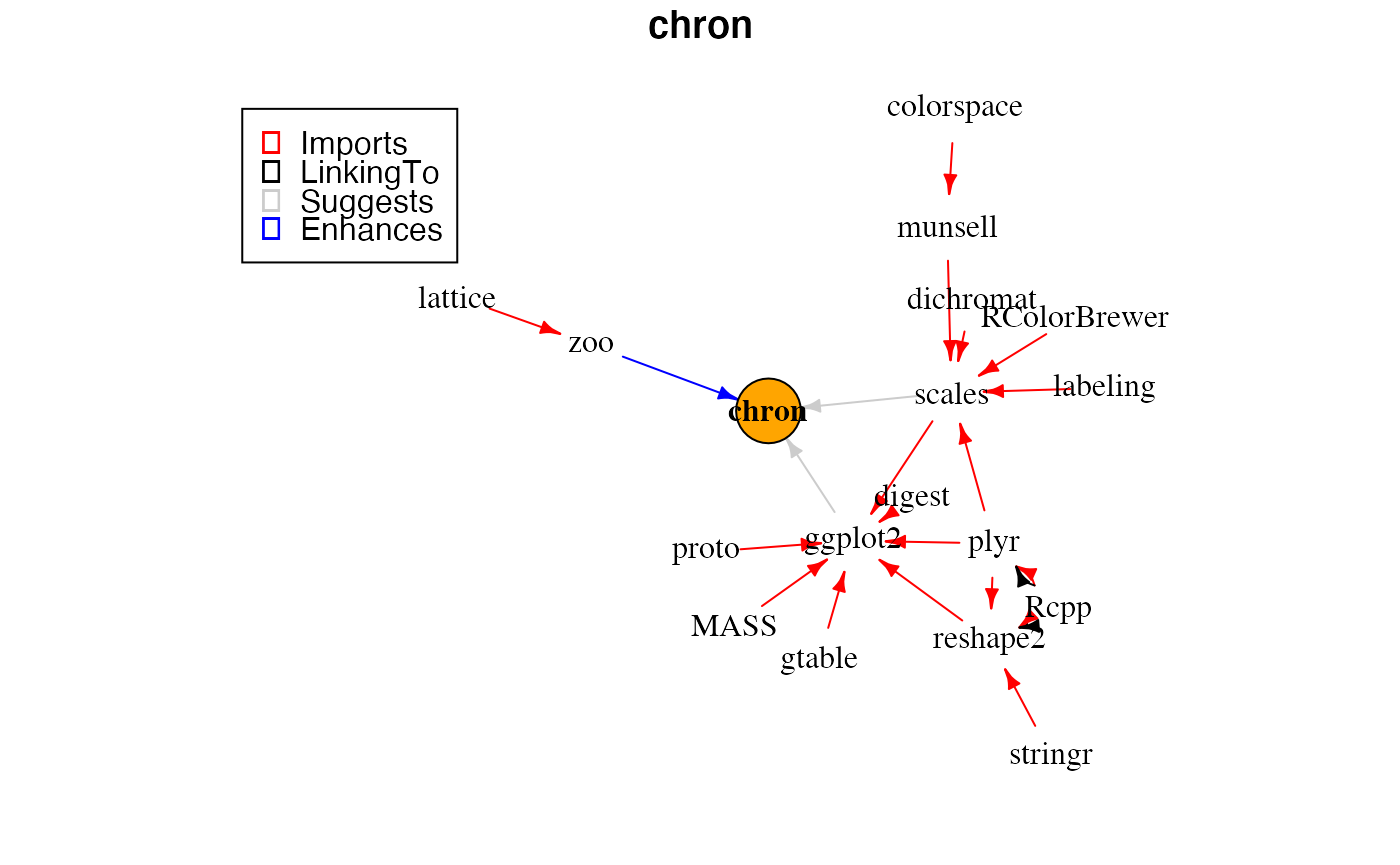 chron
colorspace
Imports
LinkingTo
Suggests
Enhances
munsell
lattice
dichromat
RColorBrewer
zoo
labeling
scales
chron
digest
ggplot2
plyr
proto
Rcpp
MASS
reshape2
gtable
stringr